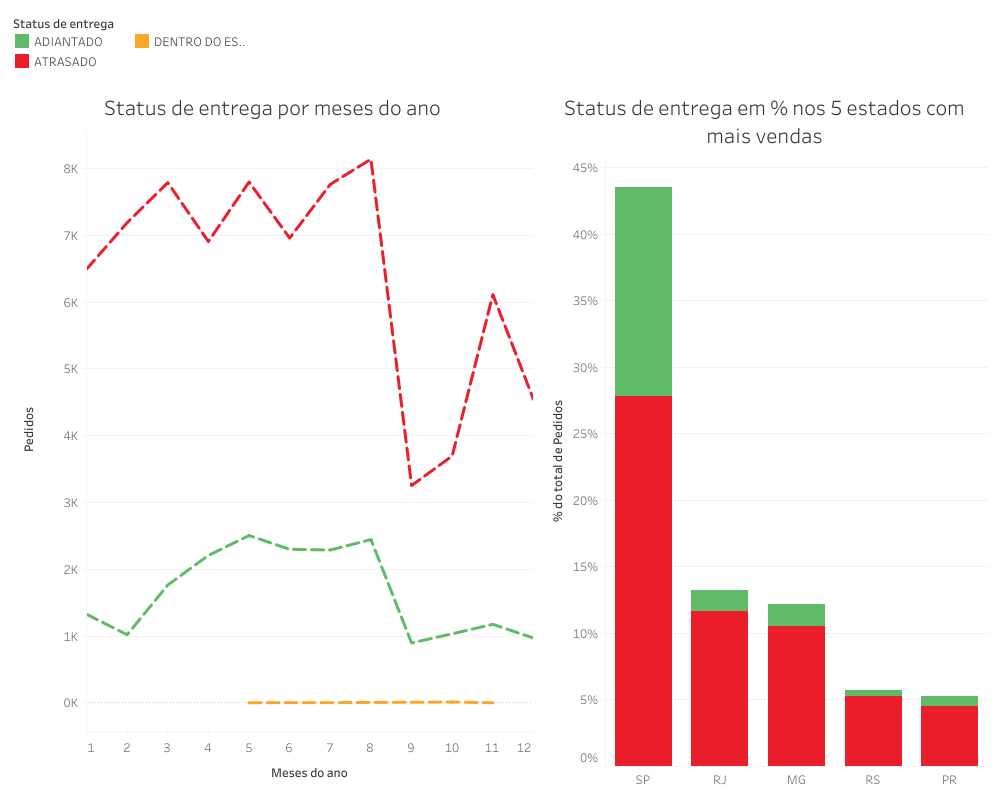 Status de entrega
ADIANTADO
DENTRO DO ES..
ATRASADO
Status de entrega por meses do ano
8K
7K
6K
5K
4K
3K
2K
1K
0K
Pedidos
1 2 3 4 5 6 7 8 9 10 11 12
Meses do ano
Status de entrega em % nos 5 estados com
mais vendas
45%
40%
35%
30%
25%
20%
15%
10%
5%
0%
% do total de Pedidos
SP RJ MG RS PR